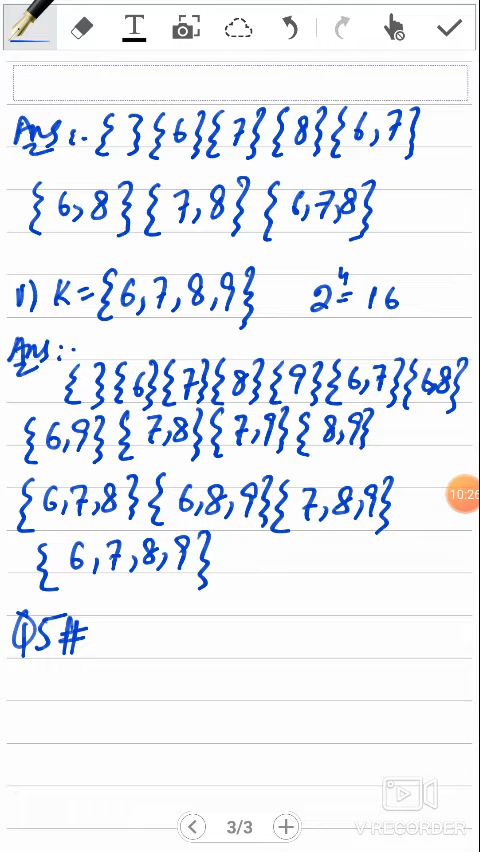 T
Ans:. { } {6} {7} {8} {6,7}
{6,8} {7,8} {6,7,8}
v) K = {6,7,8,9} 2⁴ = 16
Ans:.
{ } {6} {7} {8} {9} {6,7} {6,8}
{6,9} {7,8} {7,9} {8,9}
{6,7,8} {6,8,9} {7,8,9}
10:26
{6,7,8,9}
Q5#
V-RECORDER
3/3